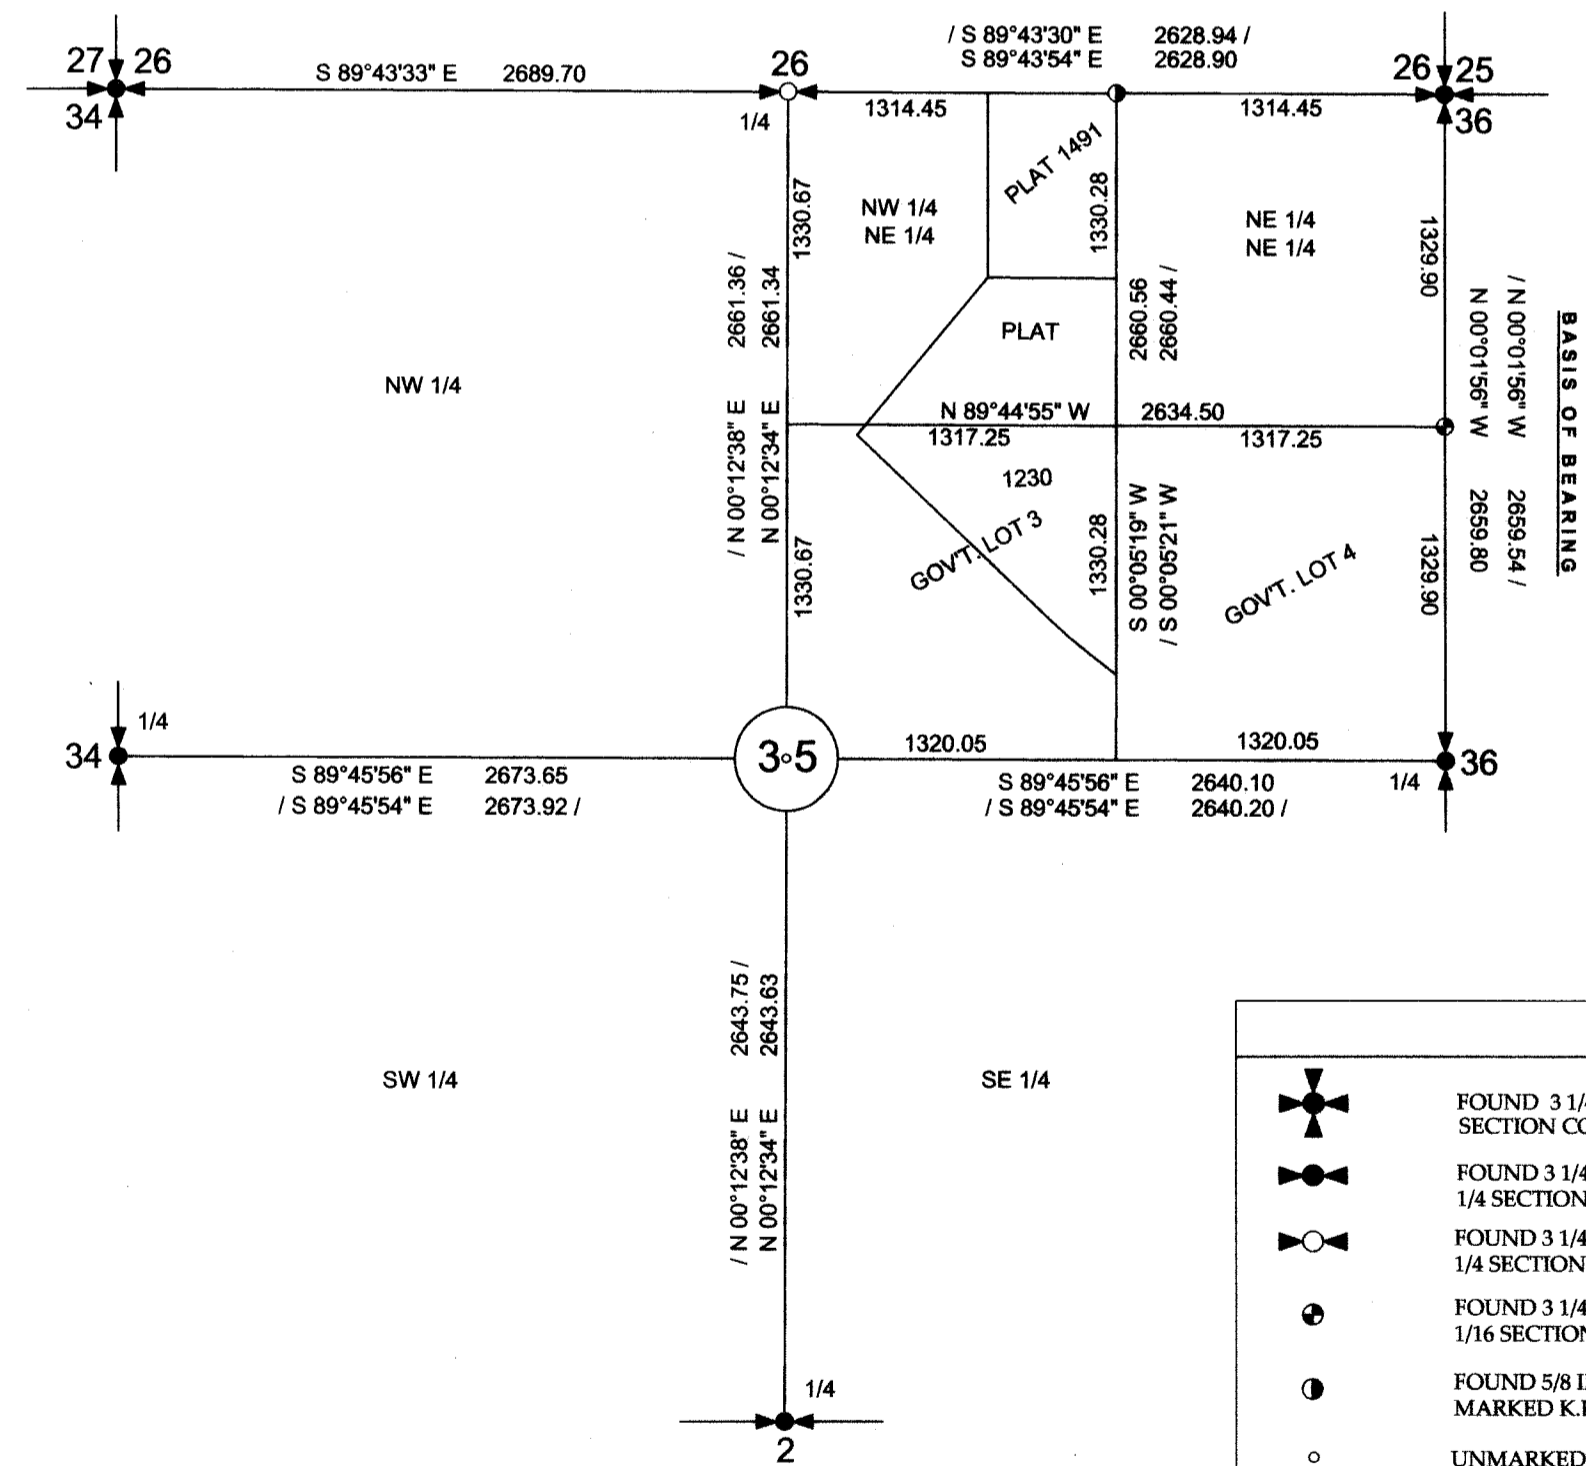 / S 89°43'30" E 2628.94 /
27 26
S 89°43'33" E 2689.70
26
S 89°43'54" E 2628.90
26 25
34
1/4
1314.45
1314.45
36
PLAT 1491
1330.67
NW 1/4
NE 1/4
1330.28
NE 1/4
NE 1/4
1329.90
/ N 00°12'38" E 2661.36 /
N 00°12'34" E 2661.34
PLAT
2660.56
2660.44 /
N 00°01'56" W 2659.80
/ N 00°01'56" W 2659.54 /
BASIS OF BEARING
NW 1/4
N 89°44'55" W 2634.50
1317.25
1317.25
1230
GOV'T. LOT 3
1330.67
1330.28
S 00°05'19" W
/ S 00°05'21" W
GOV'T. LOT 4
1329.90
1/4
34
3 5
1320.05
1320.05
36
S 89°45'56" E 2673.65
/ S 89°45'54" E 2673.92 /
S 89°45'56" E 2640.10
/ S 89°45'54" E 2640.20 /
1/4
/ N 00°12'38" E 2643.75 /
N 00°12'34" E 2643.63
SW 1/4
SE 1/4
1/4
2
FOUND 3 1/4
SECTION CO
FOUND 3 1/4
1/4 SECTION
FOUND 3 1/4
1/4 SECTION
FOUND 3 1/4
1/16 SECTION
FOUND 5/8 I
MARKED K.
UNMARKED